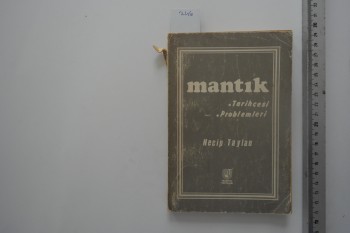 mantık
Tarihçesi
Problemleri
Necip Taylan